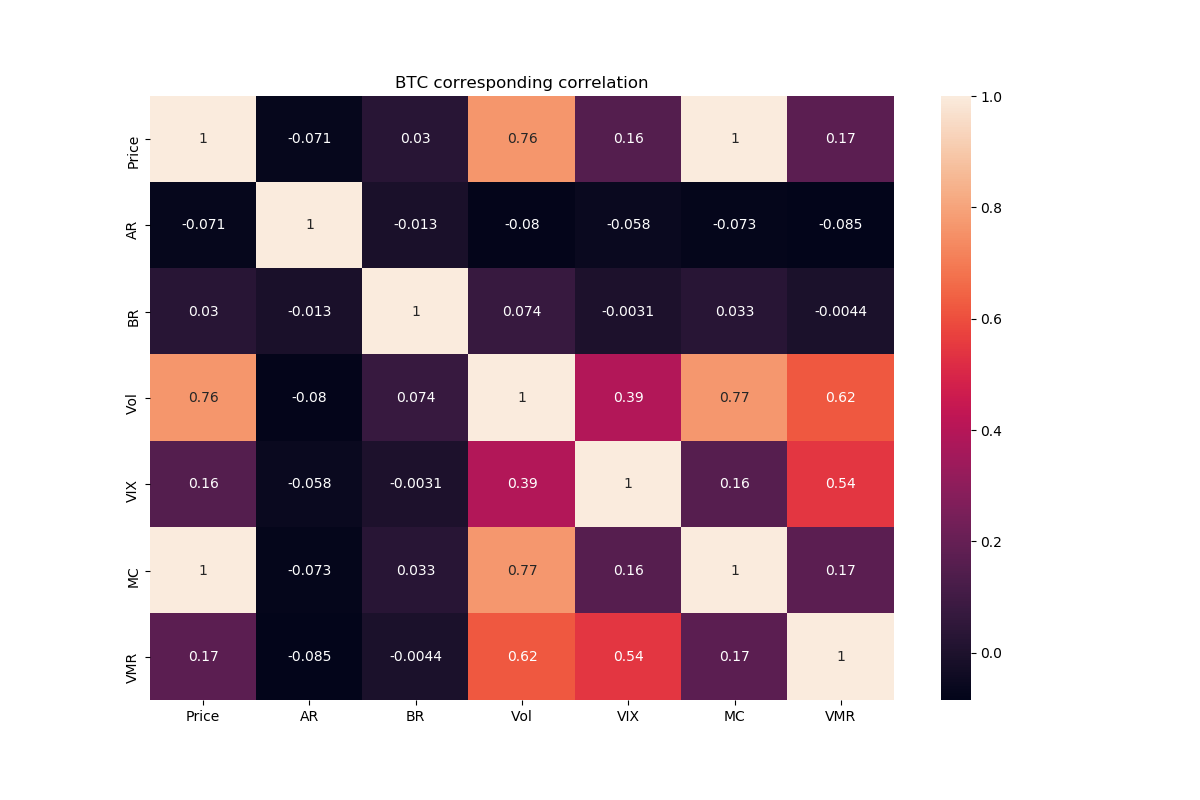 BTC corresponding correlation
Price 1 -0.071 0.03 0.76 0.16 1 0.17
AR -0.071 1 -0.013 -0.08 -0.058 -0.073 -0.085
BR 0.03 -0.013 1 0.074 -0.0031 0.033 -0.0044
Vol 0.76 -0.08 0.074 1 0.39 0.77 0.62
VIX 0.16 -0.058 -0.0031 0.39 1 0.16 0.54
MC 1 -0.073 0.033 0.77 0.16 1 0.17
VMR 0.17 -0.085 -0.0044 0.62 0.54 0.17 1
Price AR BR Vol VIX MC VMR
1.0
0.8
0.6
0.4
0.2
0.0